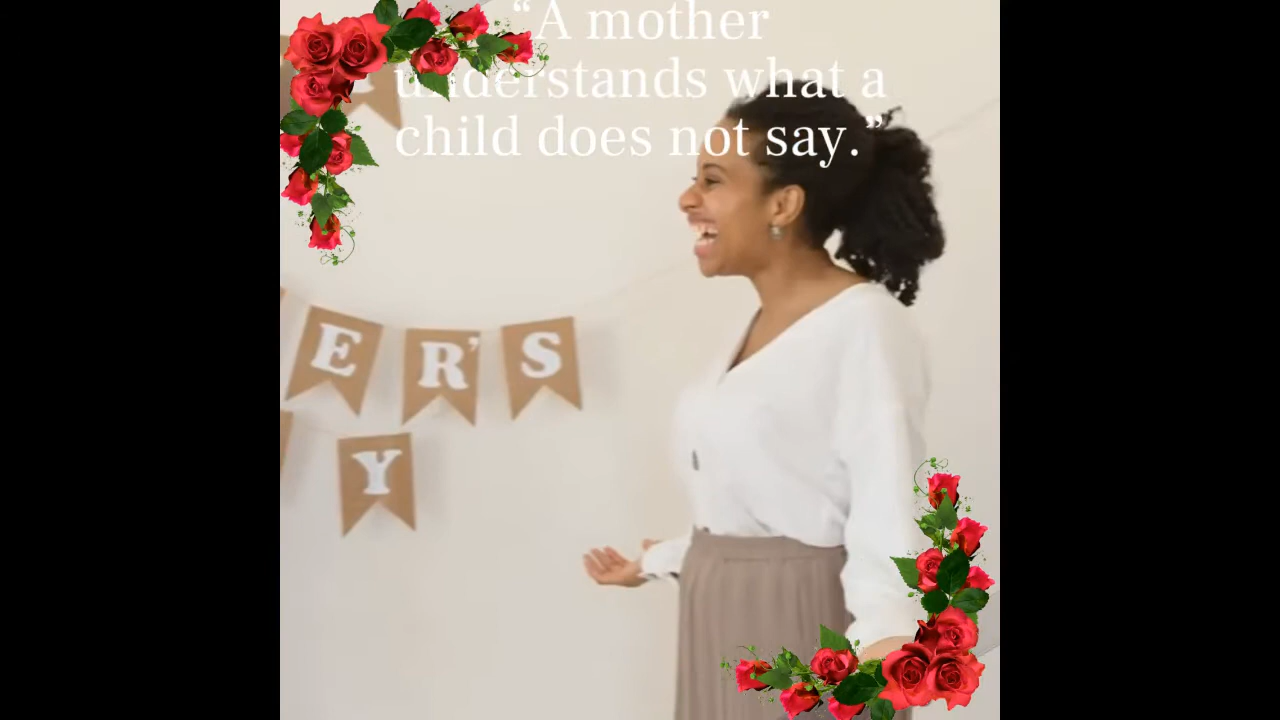 “A mother
understands what a
child does not say.”
ER’S
Y